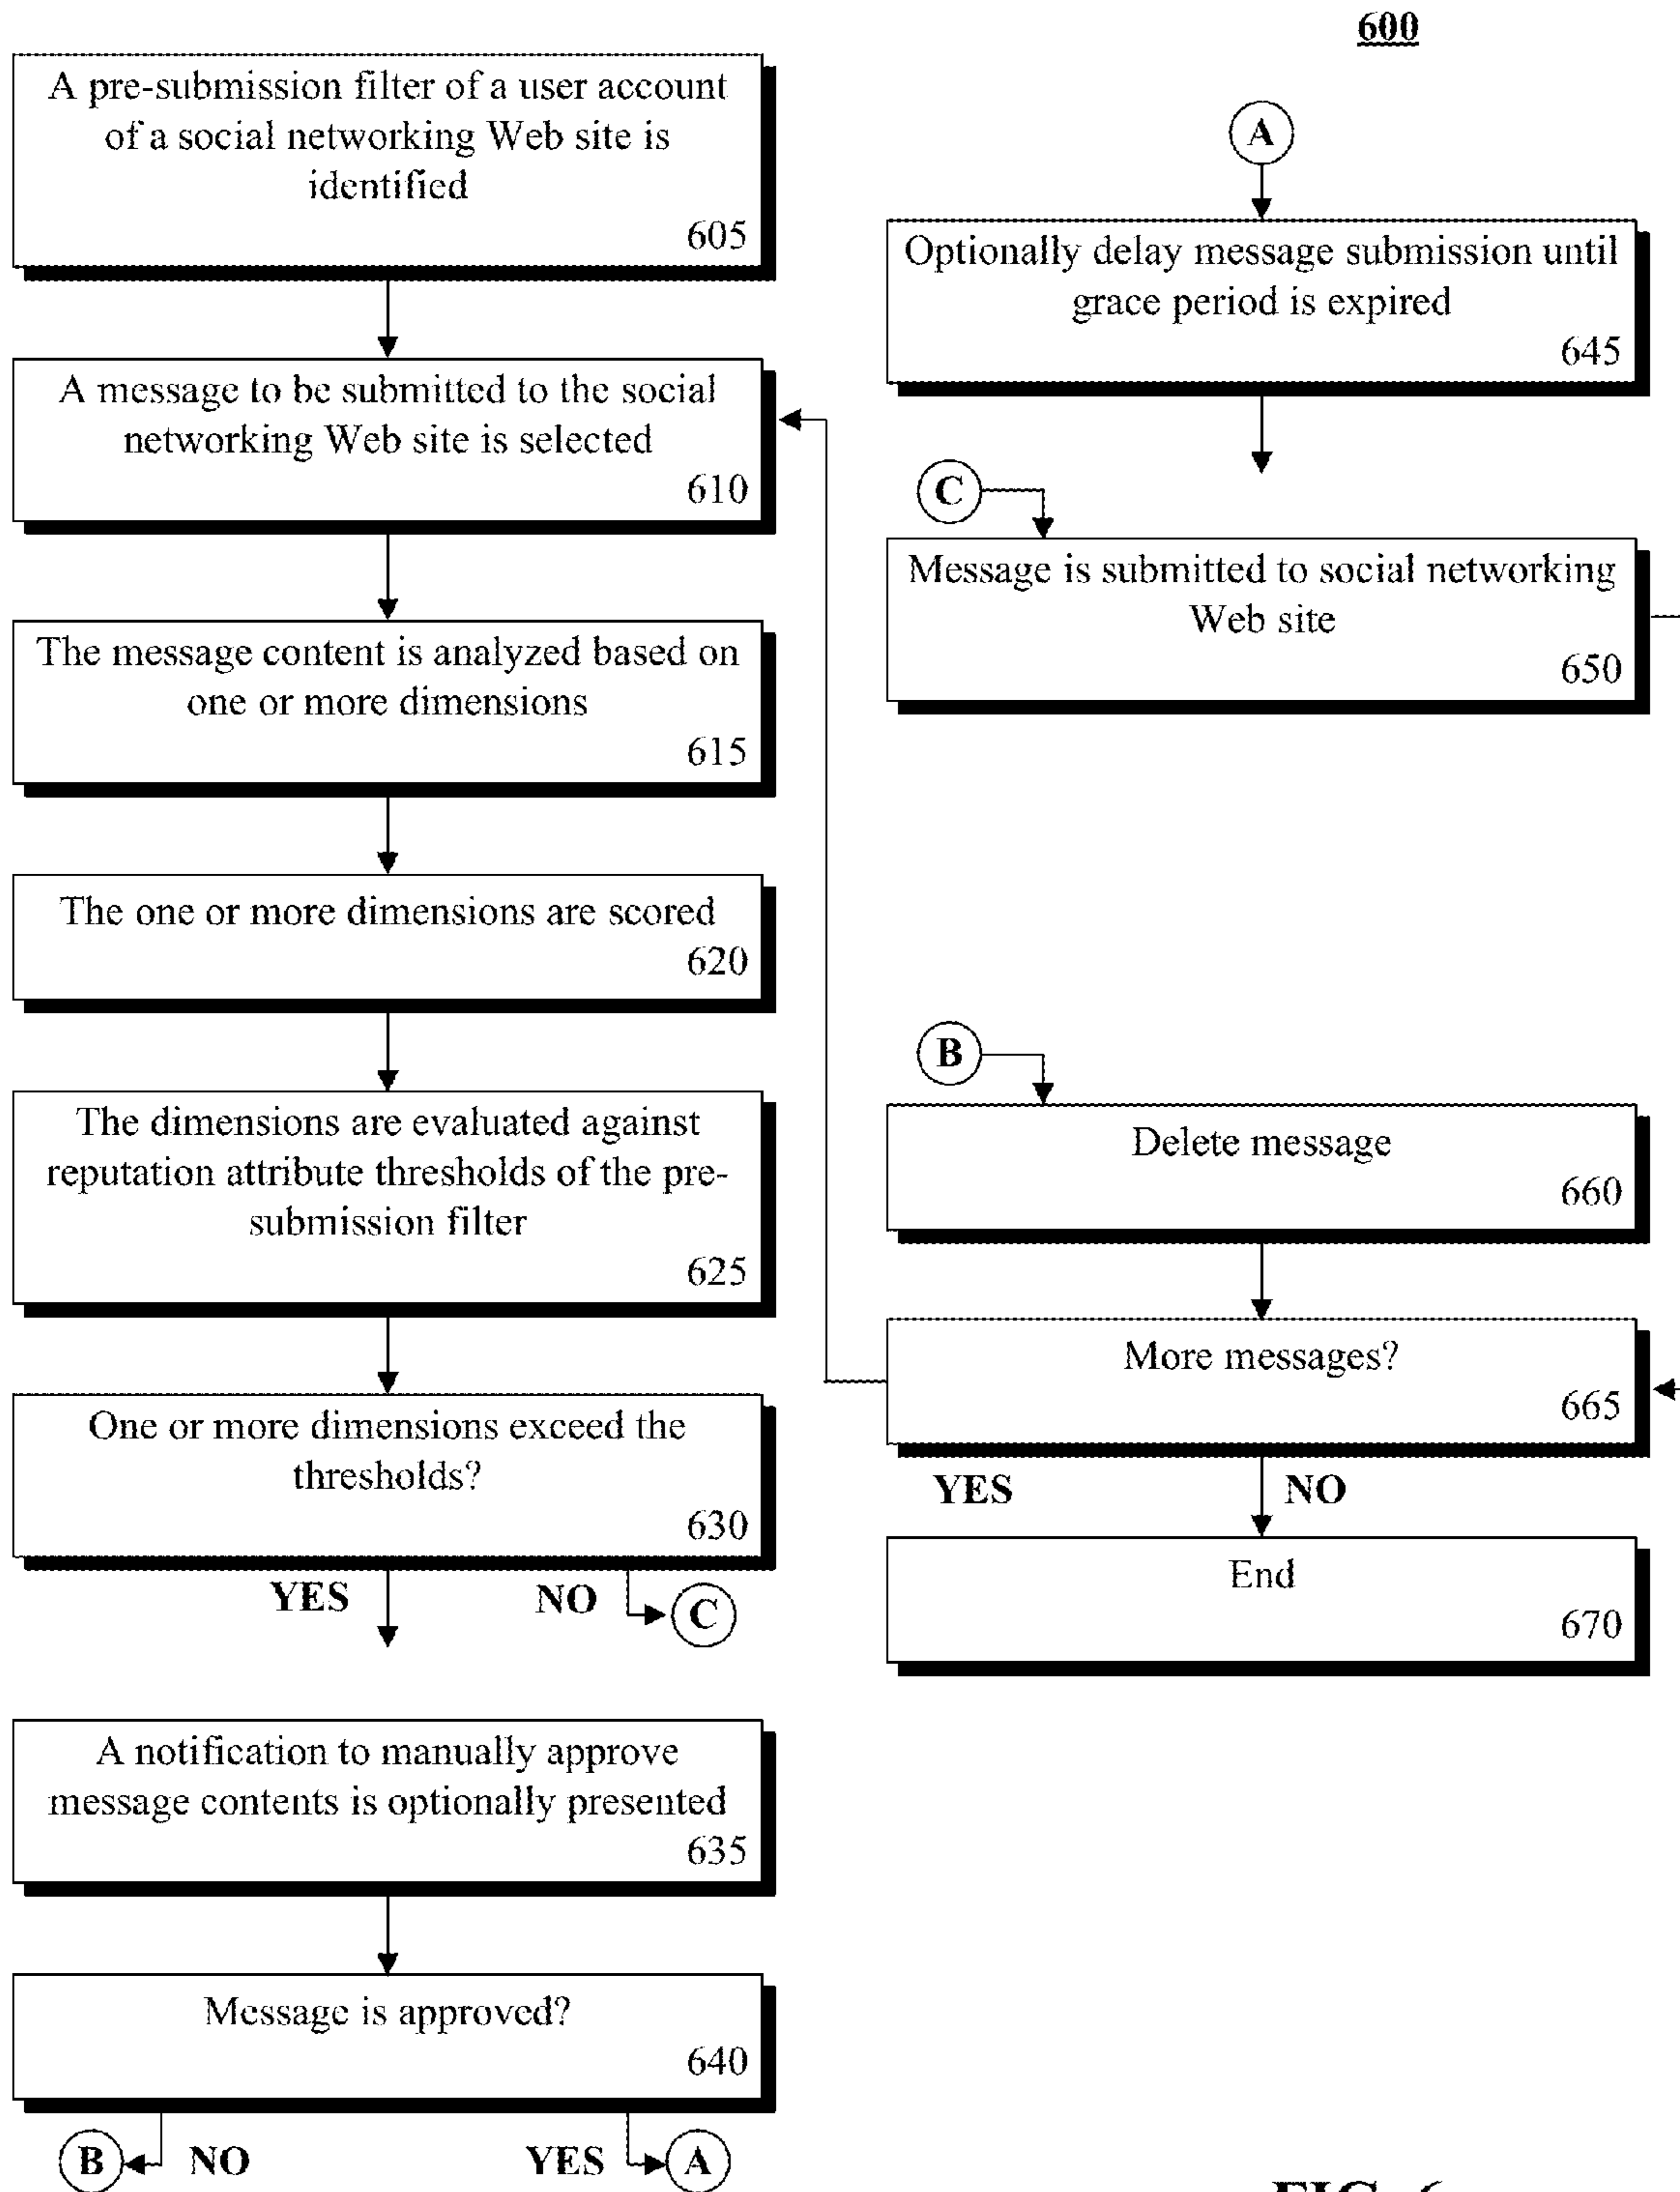 600
A pre-submission filter of a user account
of a social networking Web site is
identified
605
A message to be submitted to the social
networking Web site is selected
610
The message content is analyzed based on
one or more dimensions
615
The one or more dimensions are scored
620
The dimensions are evaluated against
reputation attribute thresholds of the pre-
submission filter
625
One or more dimensions exceed the
thresholds?
630
YES
NO
C
A notification to manually approve
message contents is optionally presented
635
Message is approved?
640
B
NO
YES
A
A
Optionally delay message submission until
grace period is expired
645
C
Message is submitted to social networking
Web site
650
B
Delete message
660
More messages?
665
YES
NO
End
670
FIG. 6